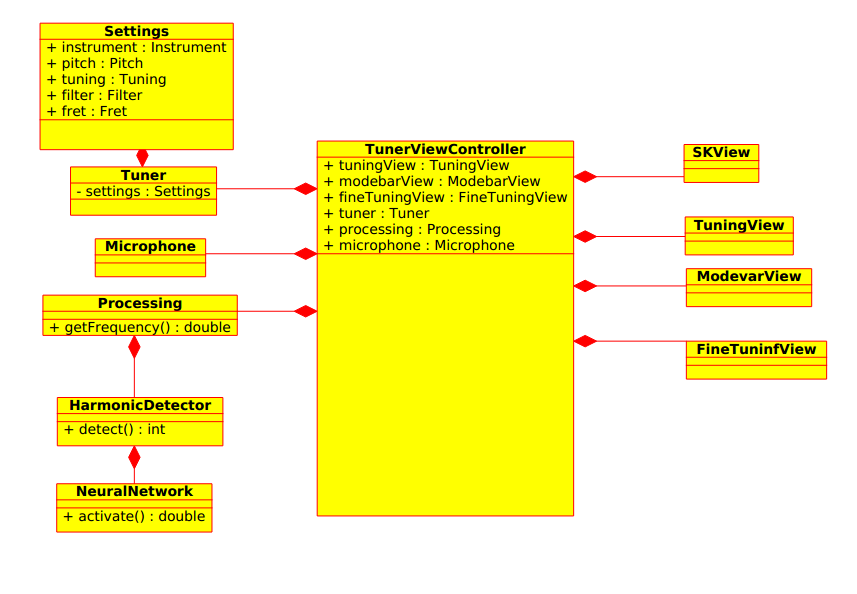 Settings
+ instrument : Instrument
+ pitch : Pitch
+ tuning : Tuning
+ filter : Filter
+ fret : Fret
Tuner
- settings : Settings
Microphone
Processing
+ getFrequency() : double
HarmonicDetector
+ detect() : int
NeuralNetwork
+ activate() : double
TunerViewController
+ tuningView : TuningView
+ modebarView : ModebarView
+ fineTuningView : FineTuningView
+ tuner : Tuner
+ processing : Processing
+ microphone : Microphone
SKView
TuningView
ModevarView
FineTuninfView